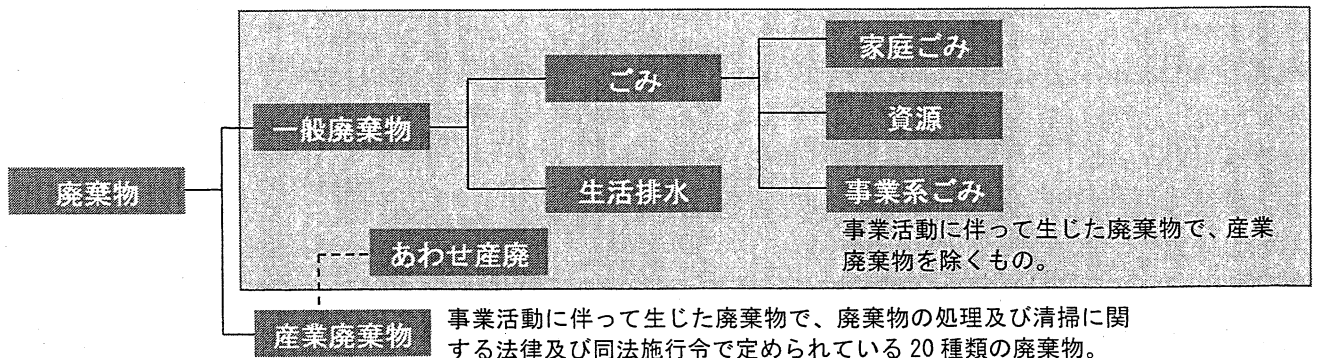 家庭ごみ
ごみ
資源
一般廃棄物
廃棄物
生活排水
事業系ごみ
事業活動に伴って生じた廃棄物で、産業
廃棄物を除くもの。
あわせ産廃
産業廃棄物
事業活動に伴って生じた廃棄物で、廃棄物の処理及び清掃に関
する法律及び同法施行令で定められている 20 種類の廃棄物。